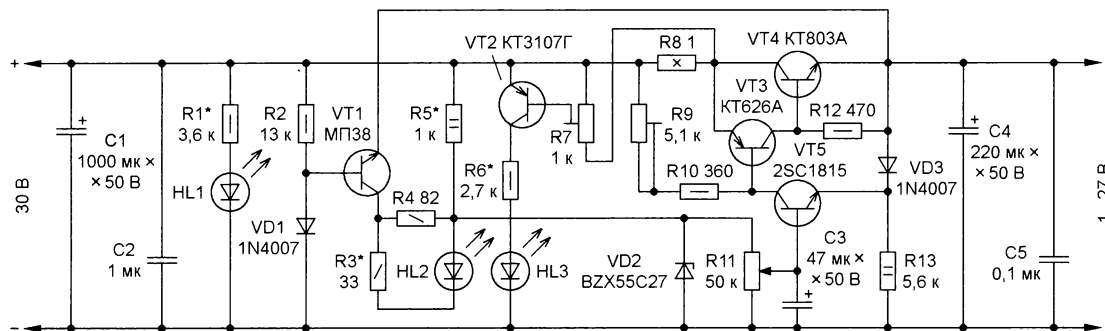 +
30 В
−
C1
1000 мк ×
× 50 В
C2
1 мк
R1*
3,6 к
HL1
R2
13 к
VD1
1N4007
VT1
МП38
R3*
33
R4 82
R5*
1 к
HL2
VT2 КТ3107Г
R6*
2,7 к
HL3
R7
1 к
R8 1
R9
5,1 к
R10 360
VD2
BZX55C27
R11
50 к
VT3
КТ626А
VT4 КТ803А
R12 470
VT5
2SC1815
C3
47 мк ×
× 50 В
VD3
1N4007
R13
5,6 к
C4
220 мк ×
× 50 В
C5
0,1 мк
+
27 В
−